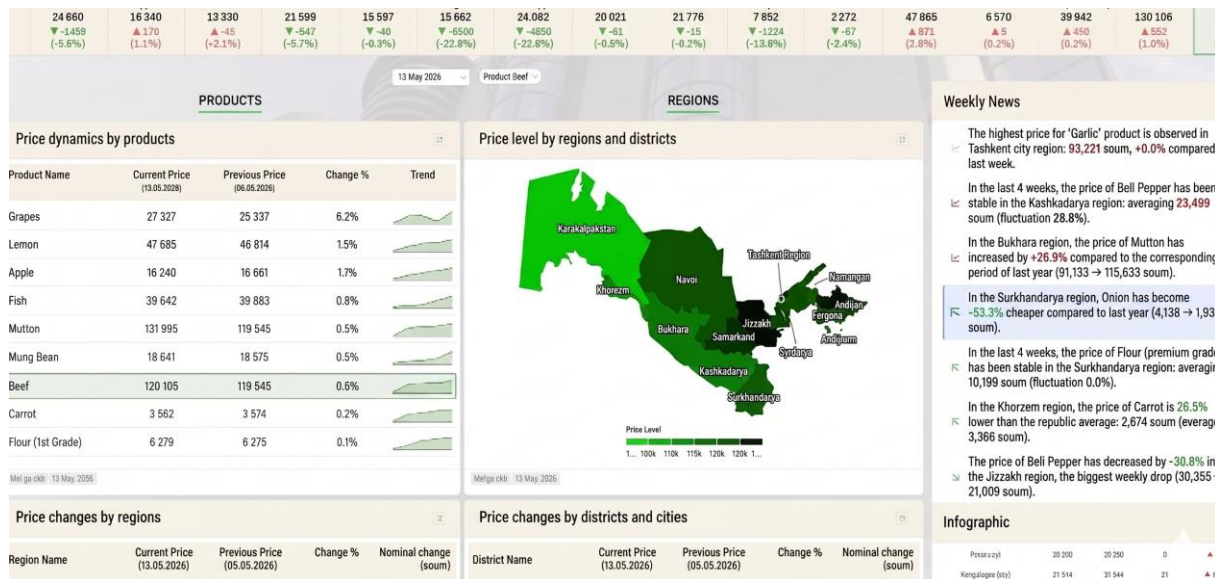 24 660 16 340 13 330 21 599 15 597 15 662 24.082 20 021 21 776 7 852 2 272 47 865 6 570 39 942 130 106
▼-1459 ▲170 ▲-45 ▼-547 ▼-40 ▼-6500 ▼-4850 ▼-61 ▼-15 ▼-1224 ▼-67 ▲871 ▲5 ▲450 ▲552
(-5.6%) (1.1%) (+2.1%) (-5.7%) (-0.3%) (-22.8%) (-22.6%) (-0.5%) (-0.2%) (-13.8%) (-2.4%) (2.8%) (0.2%) (0.2%) (1.0%)
13 May 2026 Product Beef
PRODUCTS
REGIONS
Price dynamics by products
Product Name Current Price Previous Price Change % Trend
(13.05.2028) (06.05.2026)
Grapes 27 327 25 337 6.2%
Lemon 47 685 46 814 1.5%
Apple 16 240 16 661 1.7%
Fish 39 642 39 883 0.8%
Mutton 131 995 119 545 0.5%
Mung Bean 18 641 18 575 0.5%
Beef 120 105 119 545 0.6%
Carrot 3 562 3 574 0.2%
Flour (1st Grade) 6 279 6 275 0.1%
Mel ga cklt 13 May. 2056
Price level by regions and districts
Karakalpakstan
Tashkent Region
Navoi
Namangan
Khorezm
Andijan
Fergona
Bukhara
Jizzakh
Andijium
Samarkand
Syrdarya
Kashkadarya
Surkhandarya
Price Level
1... 100k 110k 115k 120k 120k 1...
Melga cklt 13 May, 2026
Price changes by regions
Region Name Current Price Previous Price Change % Nominal change
(13.05.2026) (05.05.2026) (soum)
Price changes by districts and cities
District Name Current Price Previous Price Change % Nominal change
(13.05.2026) (05.05.2026) (soum)
Weekly News
The highest price for 'Garlic' product is observed in
Tashkent city region: 93,221 soum, +0.0% compared
last week.
In the last 4 weeks, the price of Bell Pepper has been
stable in the Kashkadarya region: averaging 23,499
soum (fluctuation 28.8%).
In the Bukhara region, the price of Mutton has
increased by +26.9% compared to the corresponding
period of last year (91,133 → 115,633 soum).
In the Surkhandarya region, Onion has become
-53.3% cheaper compared to last year (4,138 → 1,93
soum).
In the last 4 weeks, the price of Flour (premium grade
has been stable in the Surkhandarya region: averagin
10,199 soum (fluctuation 0.0%).
In the Khorzem region, the price of Carrot is 26.5%
lower than the republic average: 2,674 soum (everage
3,366 soum).
The price of Beli Pepper has decreased by -30.8% in
the Jizzakh region, the biggest weekly drop (30,355
21,009 soum).
Infographic
20 200 20 250 0 ▲
Kengalagee (sty) 21 514 31 544 21 ▲